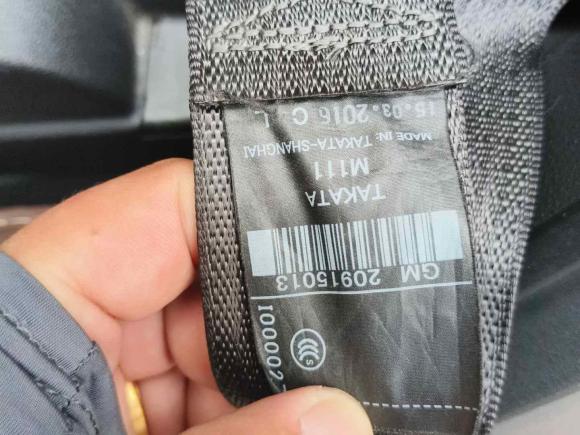 GM 20915013
TAKATA
M111
MADE IN: TAKATA-SHANGHAI
15.03.2016 C L